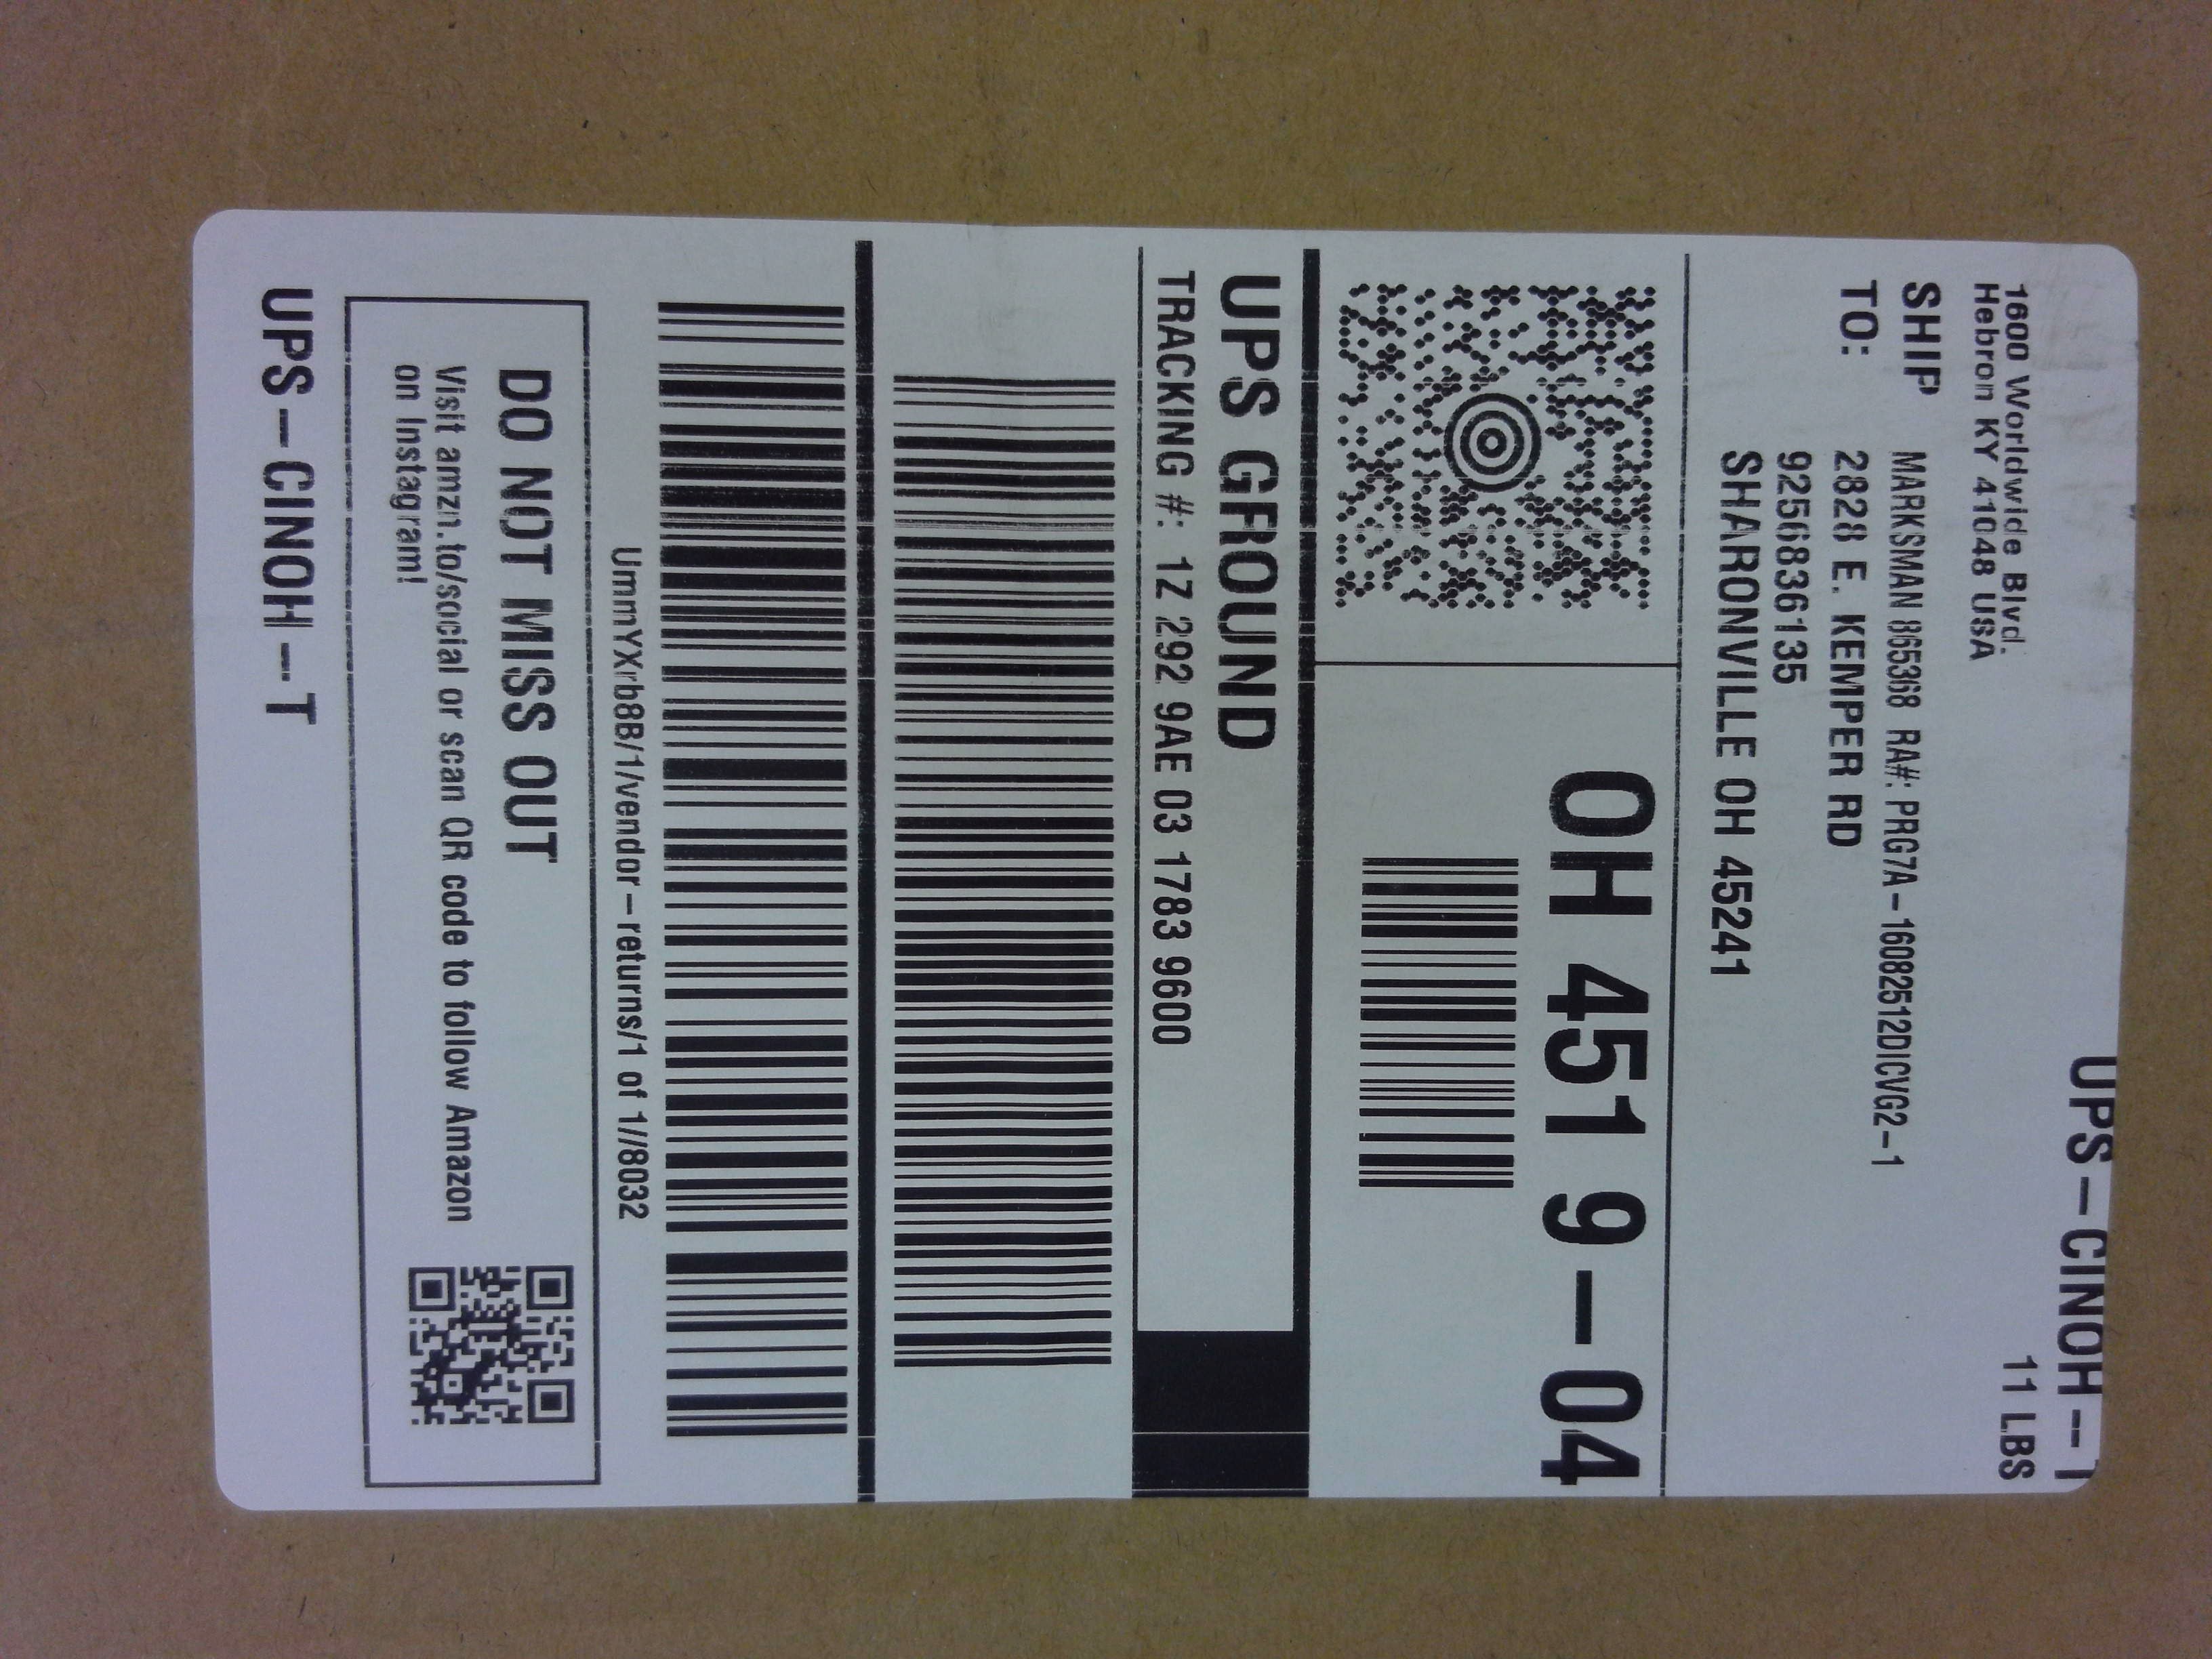 UPS-CINOH--T
11 LBS
1600 Worldwide Blvd.
Hebron KY 41048 USA
SHIP
TO:
MARKSMAN 865368 RA#: PRG7A-16082512DICVG2-1
2828 E. KEMPER RD
9256836135
SHARONVILLE OH 45241
OH 451 9-04
UPS GROUND
TRACKING #: 1Z 292 9AE 03 1783 9600
UmmYXrb8B/1/vendor-returns/1 of 1//8032
DO NOT MISS OUT
Visit amzn.to/social or scan QR code to follow Amazon
on Instagram!
UPS-CINOH--T